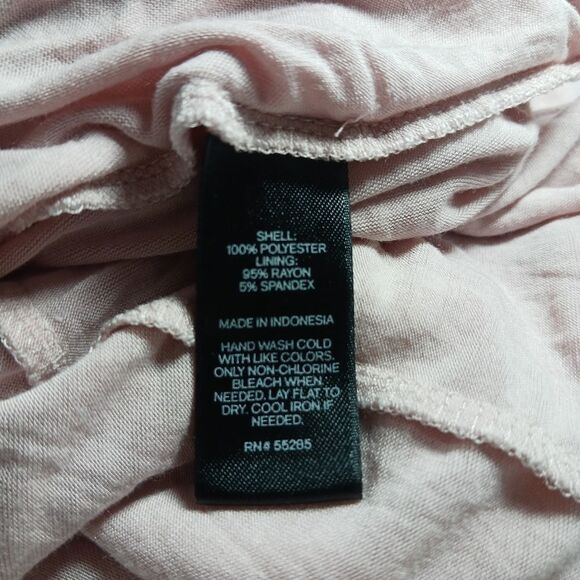 SHELL:
100% POLYESTER
LINING:
95% RAYON
5% SPANDEX
MADE IN INDONESIA
HAND WASH COLD
WITH LIKE COLORS.
ONLY NON-CHLORINE
BLEACH WHEN
NEEDED. LAY FLAT TO
DRY. COOL IRON IF
NEEDED.
RN# 55285